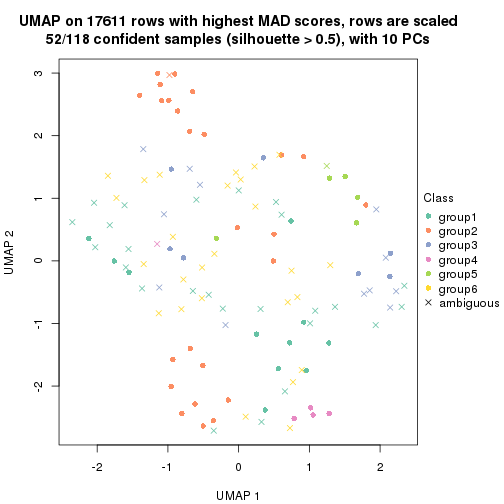 UMAP on 17611 rows with highest MAD scores, rows are scaled
52/118 confident samples (silhouette > 0.5), with 10 PCs
3
2
1
0
-1
-2
UMAP 2
-2
-1
0
1
2
UMAP 1
Class
group1
group2
group3
group4
group5
group6
ambiguous